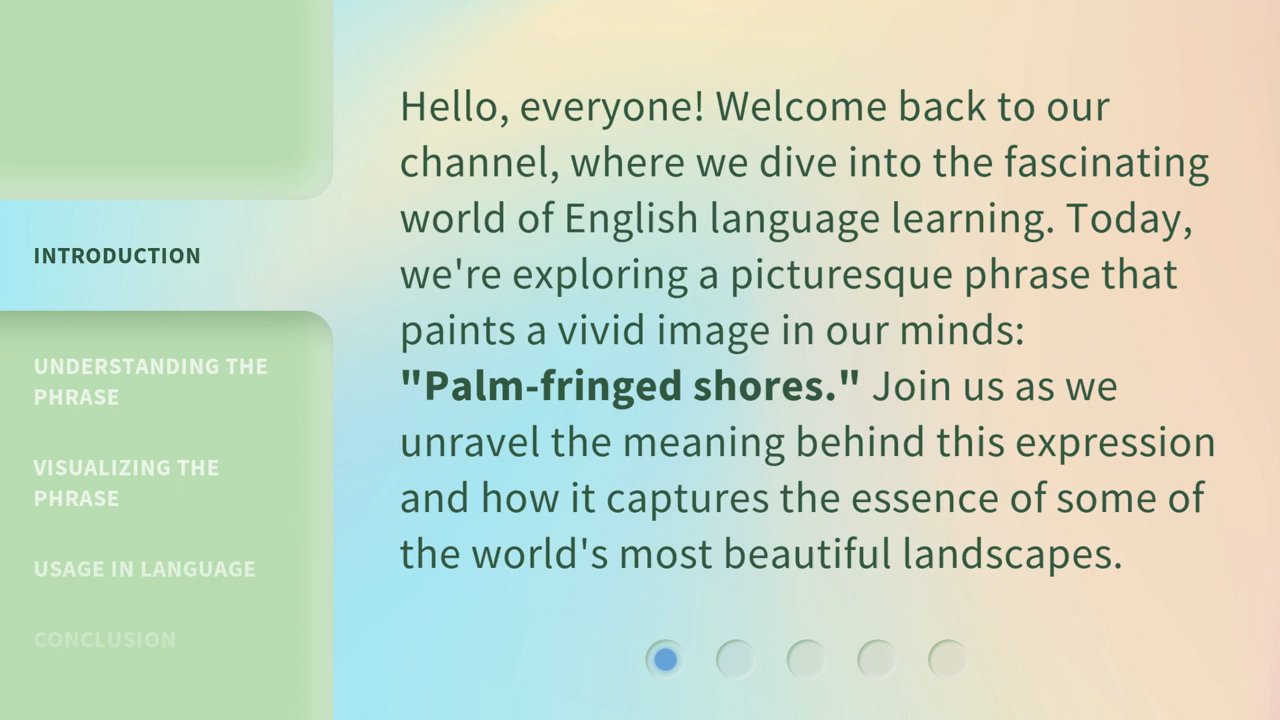 INTRODUCTION
UNDERSTANDING THE
PHRASE
VISUALIZING THE
PHRASE
USAGE IN LANGUAGE
CONCLUSION
Hello, everyone! Welcome back to our
channel, where we dive into the fascinating
world of English language learning. Today,
we're exploring a picturesque phrase that
paints a vivid image in our minds:
"Palm-fringed shores." Join us as we
unravel the meaning behind this expression
and how it captures the essence of some of
the world's most beautiful landscapes.